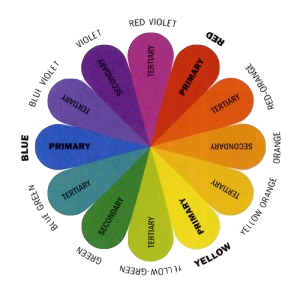 RED VIOLET
TERTIARY
RED
PRIMARY
RED-ORANGE
TERTIARY
ORANGE
SECONDARY
YELLOW ORANGE
TERTIARY
YELLOW
PRIMARY
YELLOW-GREEN
TERTIARY
GREEN
SECONDARY
BLUE GREEN
TERTIARY
BLUE
PRIMARY
BLUE VIOLET
TERTIARY
VIOLET
SECONDARY